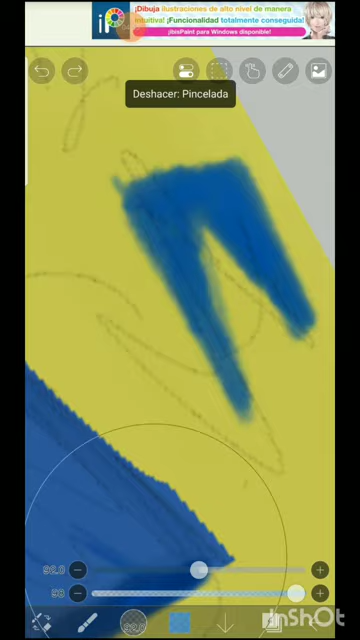 ¡Dibuja ilustraciones de alto nivel de manera
intuitiva! ¡Funcionalidad totalmente conseguida!
¡ibisPaint para Windows disponible!
Deshacer: Pincelada
InShOt